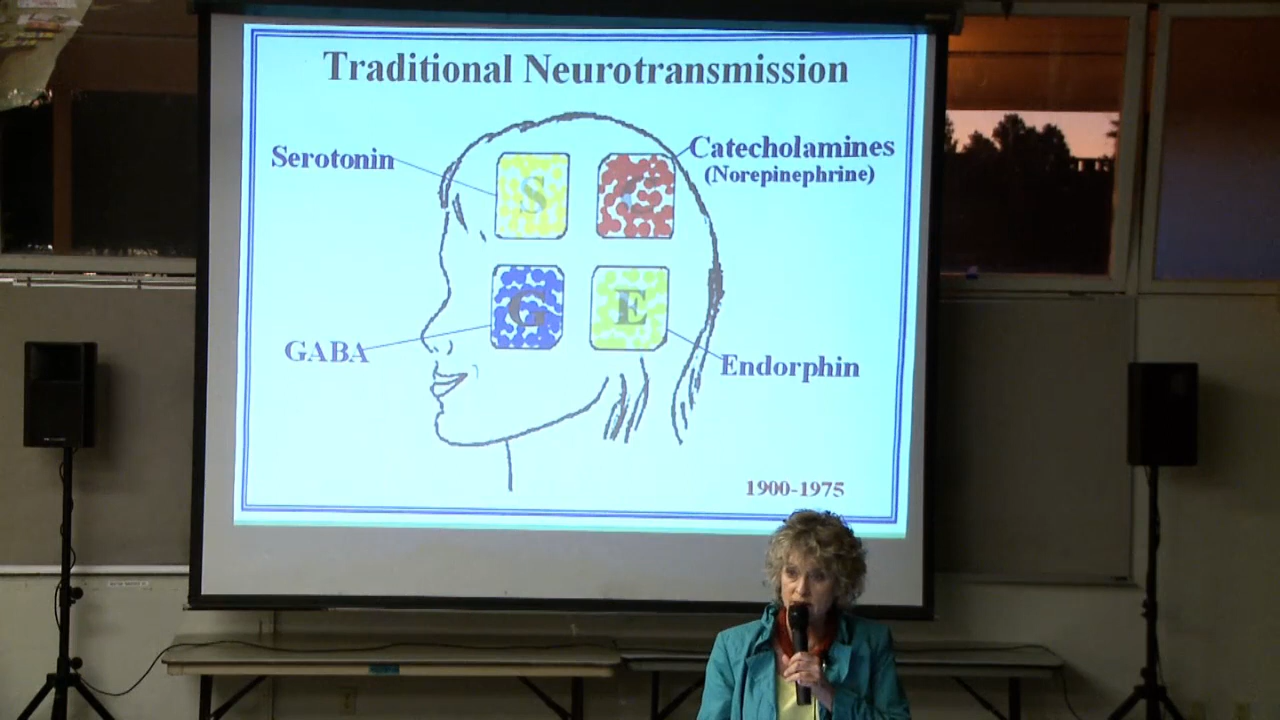 Traditional Neurotransmission
Serotonin
Catecholamines
(Norepinephrine)
S
C
G
E
GABA
Endorphin
1900-1975